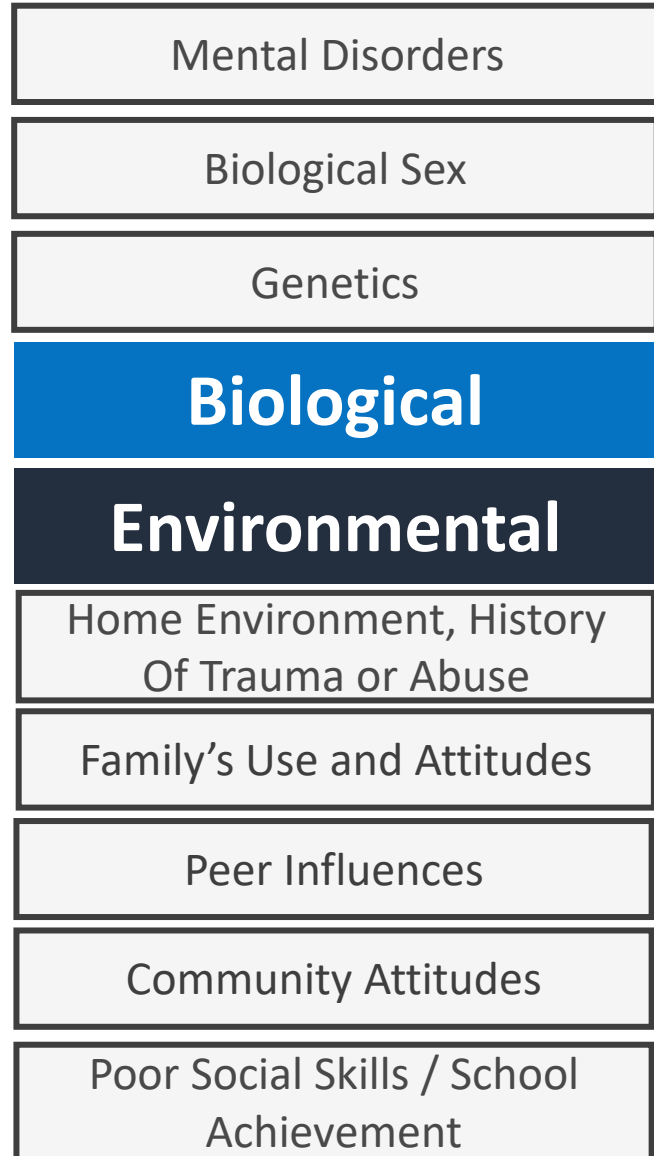 Mental Disorders
Biological Sex
Genetics
Biological
Environmental
Home Environment, History
Of Trauma or Abuse
Family’s Use and Attitudes
Peer Influences
Community Attitudes
Poor Social Skills / School
Achievement